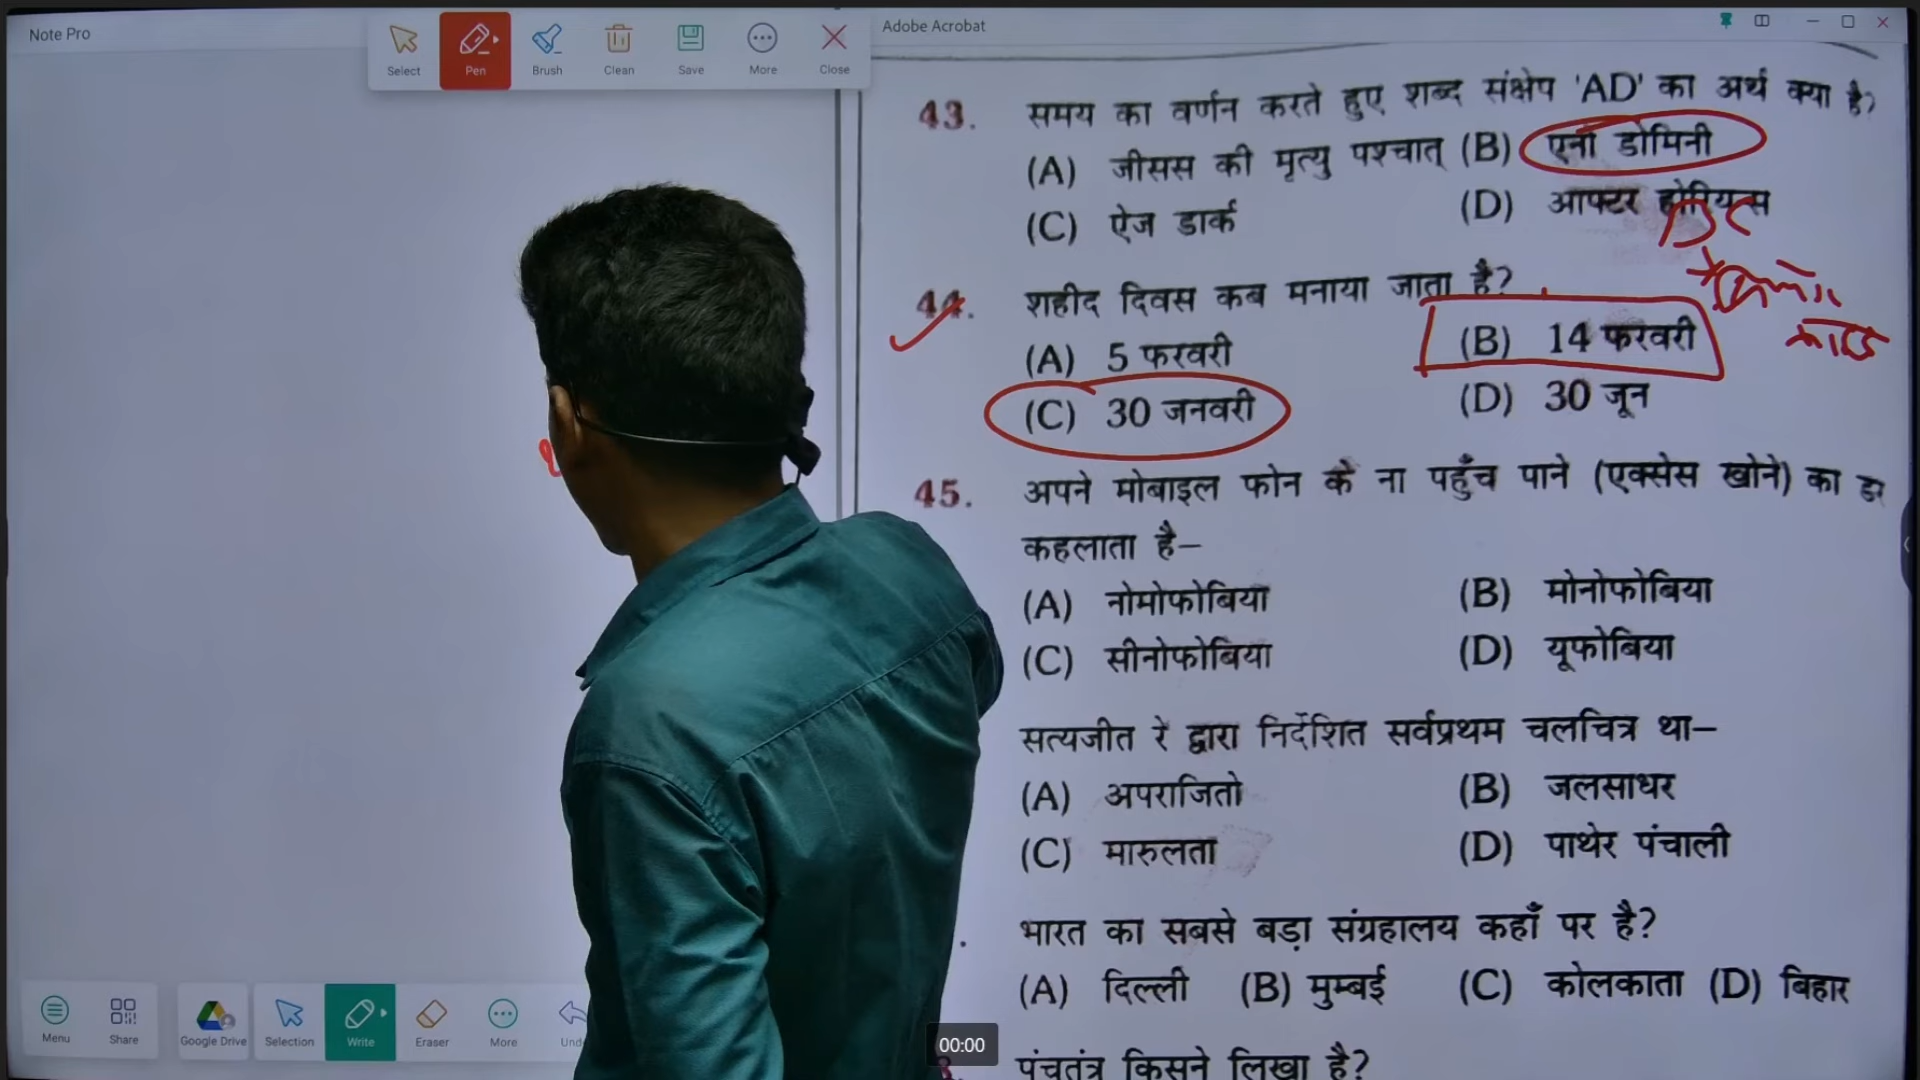 Note Pro
Adobe Acrobat
Select
Pen
Brush
Clean
Save
More
Close
43. समय का वर्णन करते हुए शब्द संक्षेप 'AD' का अर्थ क्या है?
(A) जीसस की मृत्यु पश्चात् (B) एनो डोमिनी
(C) ऐज डार्क (D) आफ्टर होरियन्स
44. शहीद दिवस कब मनाया जाता है?
(A) 5 फरवरी (B) 14 फरवरी
(C) 30 जनवरी (D) 30 जून
45. अपने मोबाइल फोन के ना पहुँच पाने (एक्सेस खोने) का डर
कहलाता है–
(A) नोमोफोबिया (B) मोनोफोबिया
(C) सीनोफोबिया (D) यूफोबिया
सत्यजीत रे द्वारा निर्देशित सर्वप्रथम चलचित्र था–
(A) अपराजितो (B) जलसाधर
(C) मारुलता (D) पाथेर पंचाली
भारत का सबसे बड़ा संग्रहालय कहाँ पर है?
(A) दिल्ली (B) मुम्बई (C) कोलकाता (D) बिहार
पंचतंत्र किसने लिखा है?
Menu
Share
Google Drive
Selection
Write
Eraser
More
00:00